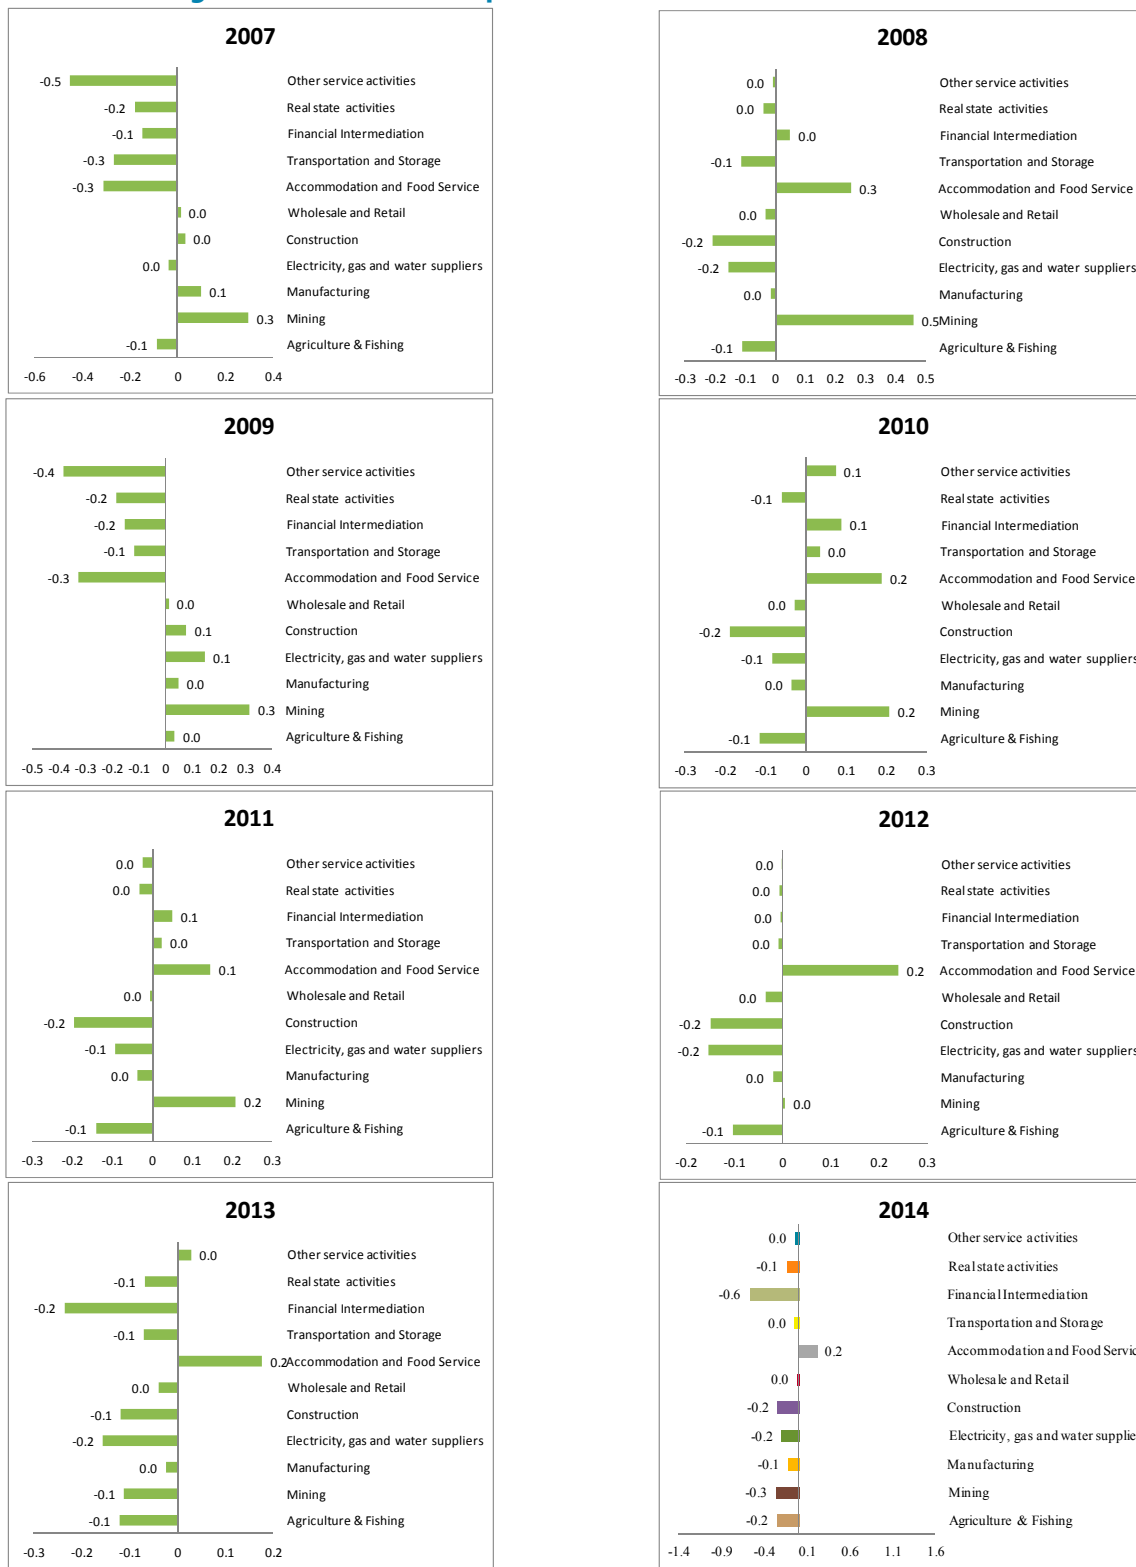 2007
-0.5 Other service activities
-0.2 Real state activities
-0.1 Financial Intermediation
-0.3 Transportation and Storage
-0.3 Accommodation and Food Service
0.0 Wholesale and Retail
0.0 Construction
0.0 Electricity, gas and water suppliers
0.1 Manufacturing
0.3 Mining
-0.1 Agriculture & Fishing
-0.6 -0.4 -0.2 0 0.2 0.4
2008
0.0 Other service activities
0.0 Real state activities
0.0 Financial Intermediation
-0.1 Transportation and Storage
0.3 Accommodation and Food Service
0.0 Wholesale and Retail
-0.2 Construction
-0.2 Electricity, gas and water suppliers
0.0 Manufacturing
0.5 Mining
-0.1 Agriculture & Fishing
-0.3 -0.2 -0.1 0 0.1 0.2 0.3 0.4 0.5
2009
-0.4 Other service activities
-0.2 Real state activities
-0.2 Financial Intermediation
-0.1 Transportation and Storage
-0.3 Accommodation and Food Service
0.0 Wholesale and Retail
0.1 Construction
0.1 Electricity, gas and water suppliers
0.0 Manufacturing
0.3 Mining
0.0 Agriculture & Fishing
-0.5 -0.4 -0.3 -0.2 -0.1 0 0.1 0.2 0.3 0.4
2010
0.1 Other service activities
-0.1 Real state activities
0.1 Financial Intermediation
0.0 Transportation and Storage
0.2 Accommodation and Food Service
0.0 Wholesale and Retail
-0.2 Construction
-0.1 Electricity, gas and water suppliers
0.0 Manufacturing
0.2 Mining
-0.1 Agriculture & Fishing
-0.3 -0.2 -0.1 0 0.1 0.2 0.3
2011
0.0 Other service activities
0.0 Real state activities
0.1 Financial Intermediation
0.0 Transportation and Storage
0.1 Accommodation and Food Service
0.0 Wholesale and Retail
-0.2 Construction
-0.1 Electricity, gas and water suppliers
0.0 Manufacturing
0.2 Mining
-0.1 Agriculture & Fishing
-0.3 -0.2 -0.1 0 0.1 0.2 0.3
2012
0.0 Other service activities
0.0 Real state activities
0.0 Financial Intermediation
0.0 Transportation and Storage
0.2 Accommodation and Food Service
0.0 Wholesale and Retail
-0.2 Construction
-0.2 Electricity, gas and water suppliers
0.0 Manufacturing
0.0 Mining
-0.1 Agriculture & Fishing
-0.2 -0.1 0 0.1 0.2 0.3
2013
0.0 Other service activities
-0.1 Real state activities
-0.2 Financial Intermediation
-0.1 Transportation and Storage
0.2 Accommodation and Food Service
0.0 Wholesale and Retail
-0.1 Construction
-0.2 Electricity, gas and water suppliers
0.0 Manufacturing
-0.1 Mining
-0.1 Agriculture & Fishing
-0.3 -0.2 -0.1 0 0.1 0.2
2014
0.0 Other service activities
-0.1 Real state activities
-0.6 Financial Intermediation
0.0 Transportation and Storage
0.2 Accommodation and Food Servic
0.0 Wholesale and Retail
-0.2 Construction
-0.2 Electricity, gas and water supplie
-0.1 Manufacturing
-0.3 Mining
-0.2 Agriculture & Fishing
-1.4 -0.9 -0.4 0.1 0.6 1.1 1.6